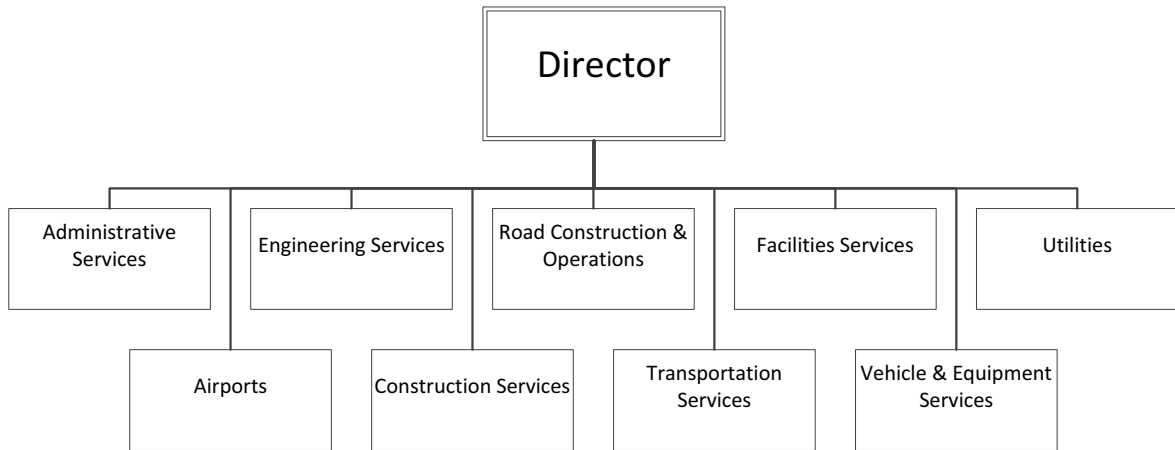 Director
Administrative
Services
Engineering Services
Road Construction &
Operations
Facilities Services
Utilities
Airports
Construction Services
Transportation
Services
Vehicle & Equipment
Services